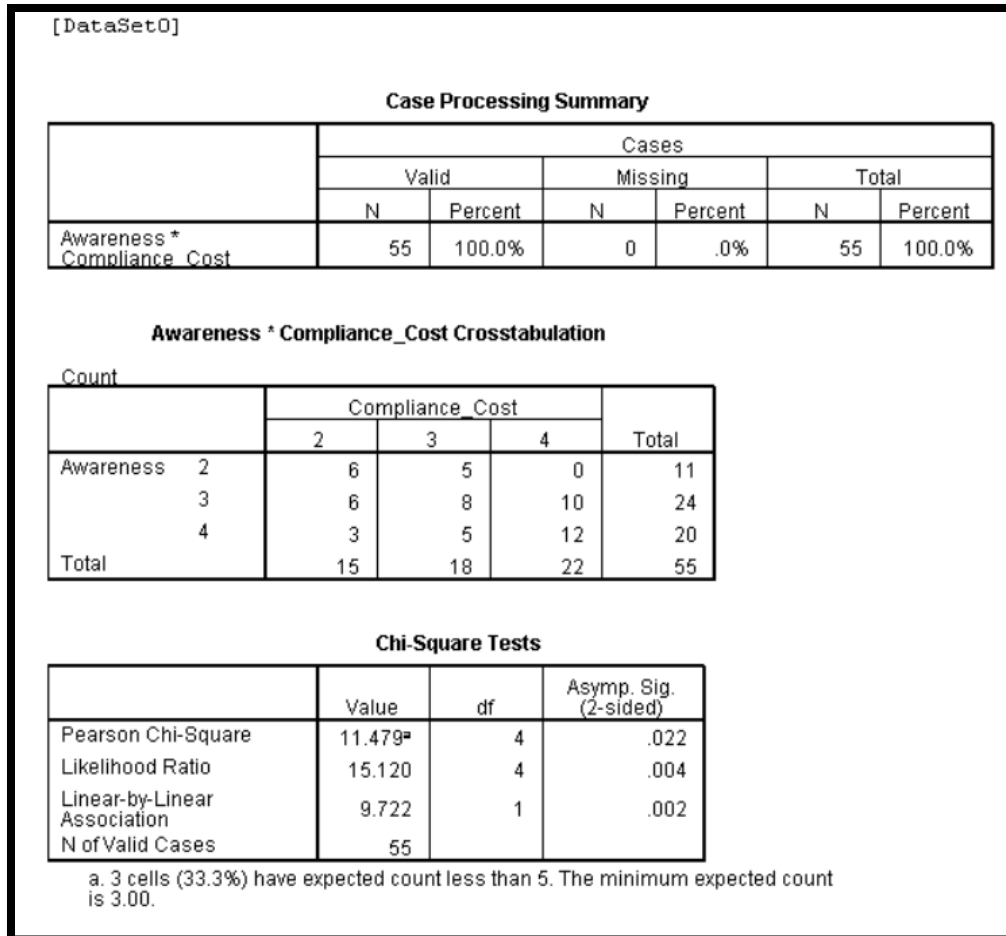 [DataSet0]
Case Processing Summary
Cases
Valid Missing Total
N Percent N Percent N Percent
Awareness *
Compliance_Cost 55 100.0% 0 .0% 55 100.0%
Awareness * Compliance_Cost Crosstabulation
Count
Compliance_Cost
2 3 4 Total
Awareness 2 6 5 0 11
3 6 8 10 24
4 3 5 12 20
Total 15 18 22 55
Chi-Square Tests
Value df Asymp. Sig.
(2-sided)
Pearson Chi-Square 11.479a 4 .022
Likelihood Ratio 15.120 4 .004
Linear-by-Linear
Association 9.722 1 .002
N of Valid Cases 55
a. 3 cells (33.3%) have expected count less than 5. The minimum expected count
is 3.00.